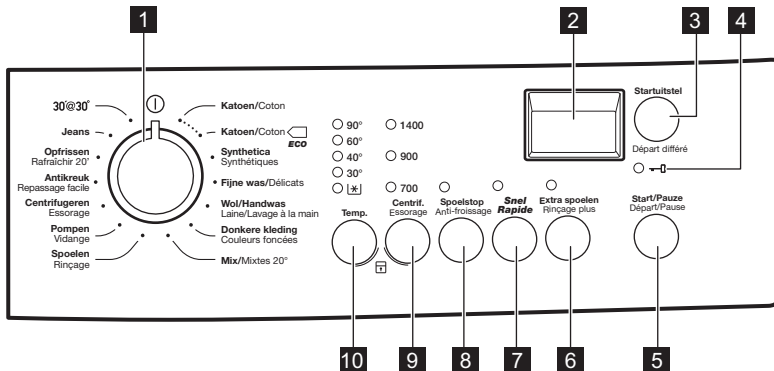 1
2
3
4
30'@30°
Jeans
Opfrissen
Rafraîchir 20'
Antikreuk
Repassage facile
Centrifugeren
Essorage
Pompen
Vidange
Spoelen
Rinçage
Katoen/Coton
Katoen/Coton
ECO
Synthetica
Synthétiques
Fijne was/Délicats
Wol/Handwas
Laine/Lavage à la main
Donkere kleding
Couleurs foncées
Mix/Mixtes 20°
90°
60°
40°
30°
1400
900
700
Startuitstel
Départ différé
Temp.
Centrif.
Essorage
Spoelstop
Anti-froissage
Snel
Rapide
Extra spoelen
Rinçage plus
Start/Pauze
Départ/Pause
10
9
8
7
6
5